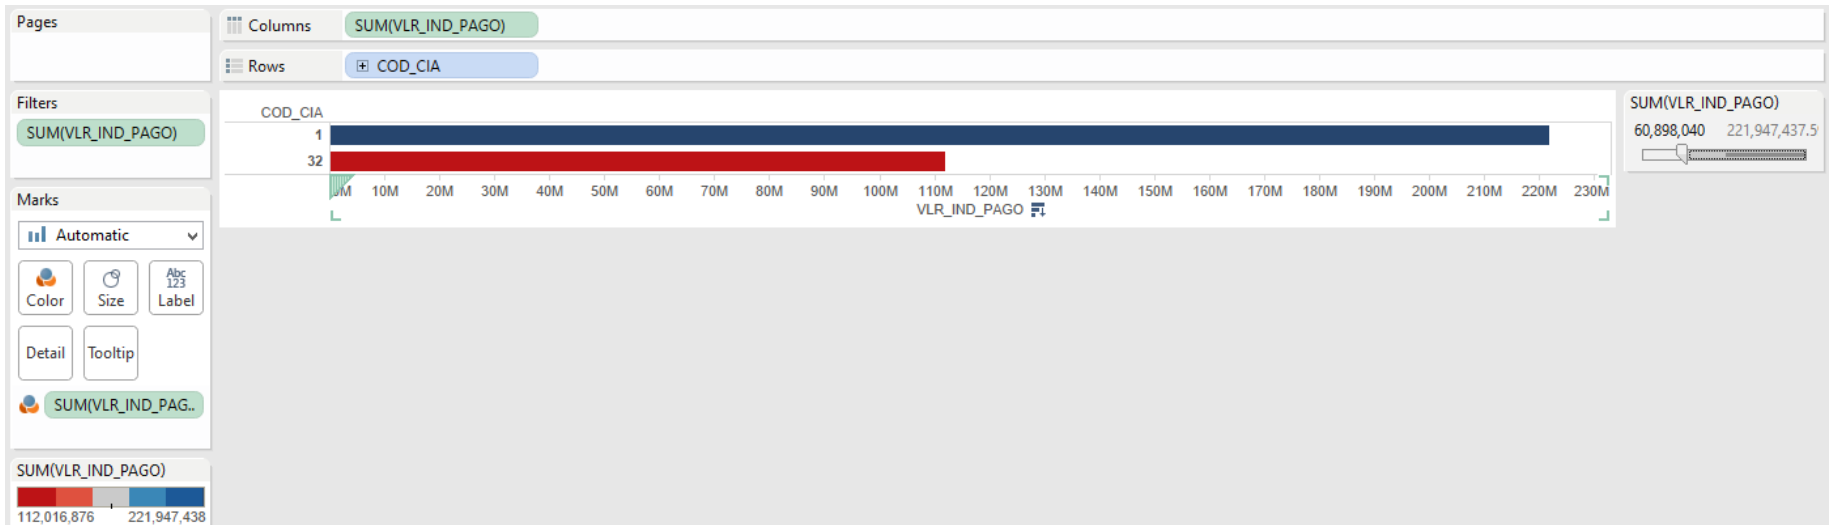 Pages
Columns
SUM(VLR_IND_PAGO)
Rows
COD_CIA
Filters
SUM(VLR_IND_PAGO)
Marks
Automatic
Color
Size
Abc
123
Label
Detail
Tooltip
SUM(VLR_IND_PAG..
SUM(VLR_IND_PAGO)
112,016,876 221,947,438
COD_CIA
1
32
10M 20M 30M 40M 50M 60M 70M 80M 90M 100M 110M 120M 130M 140M 150M 160M 170M 180M 190M 200M 210M 220M 230M
VLR_IND_PAGO
SUM(VLR_IND_PAGO)
60,898,040 221,947,437.5